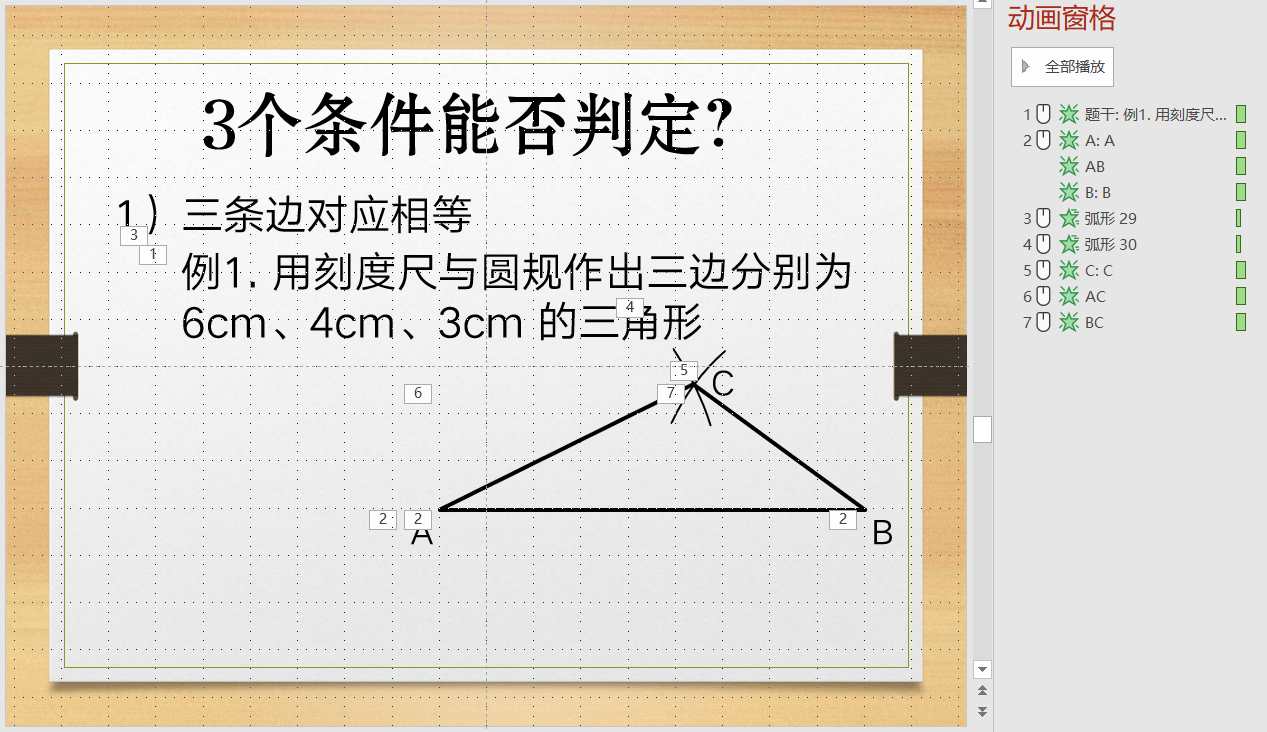 3个条件能否判定?
1）三条边对应相等
3
1
例1. 用刻度尺与圆规作出三边分别为
4
6cm、4cm、3cm 的三角形
5
6
7
C
2
2
2
A
B
动画窗格
全部播放
1 题干: 例1. 用刻度尺...
2 A: A
AB
B: B
3 弧形 29
4 弧形 30
5 C: C
6 AC
7 BC